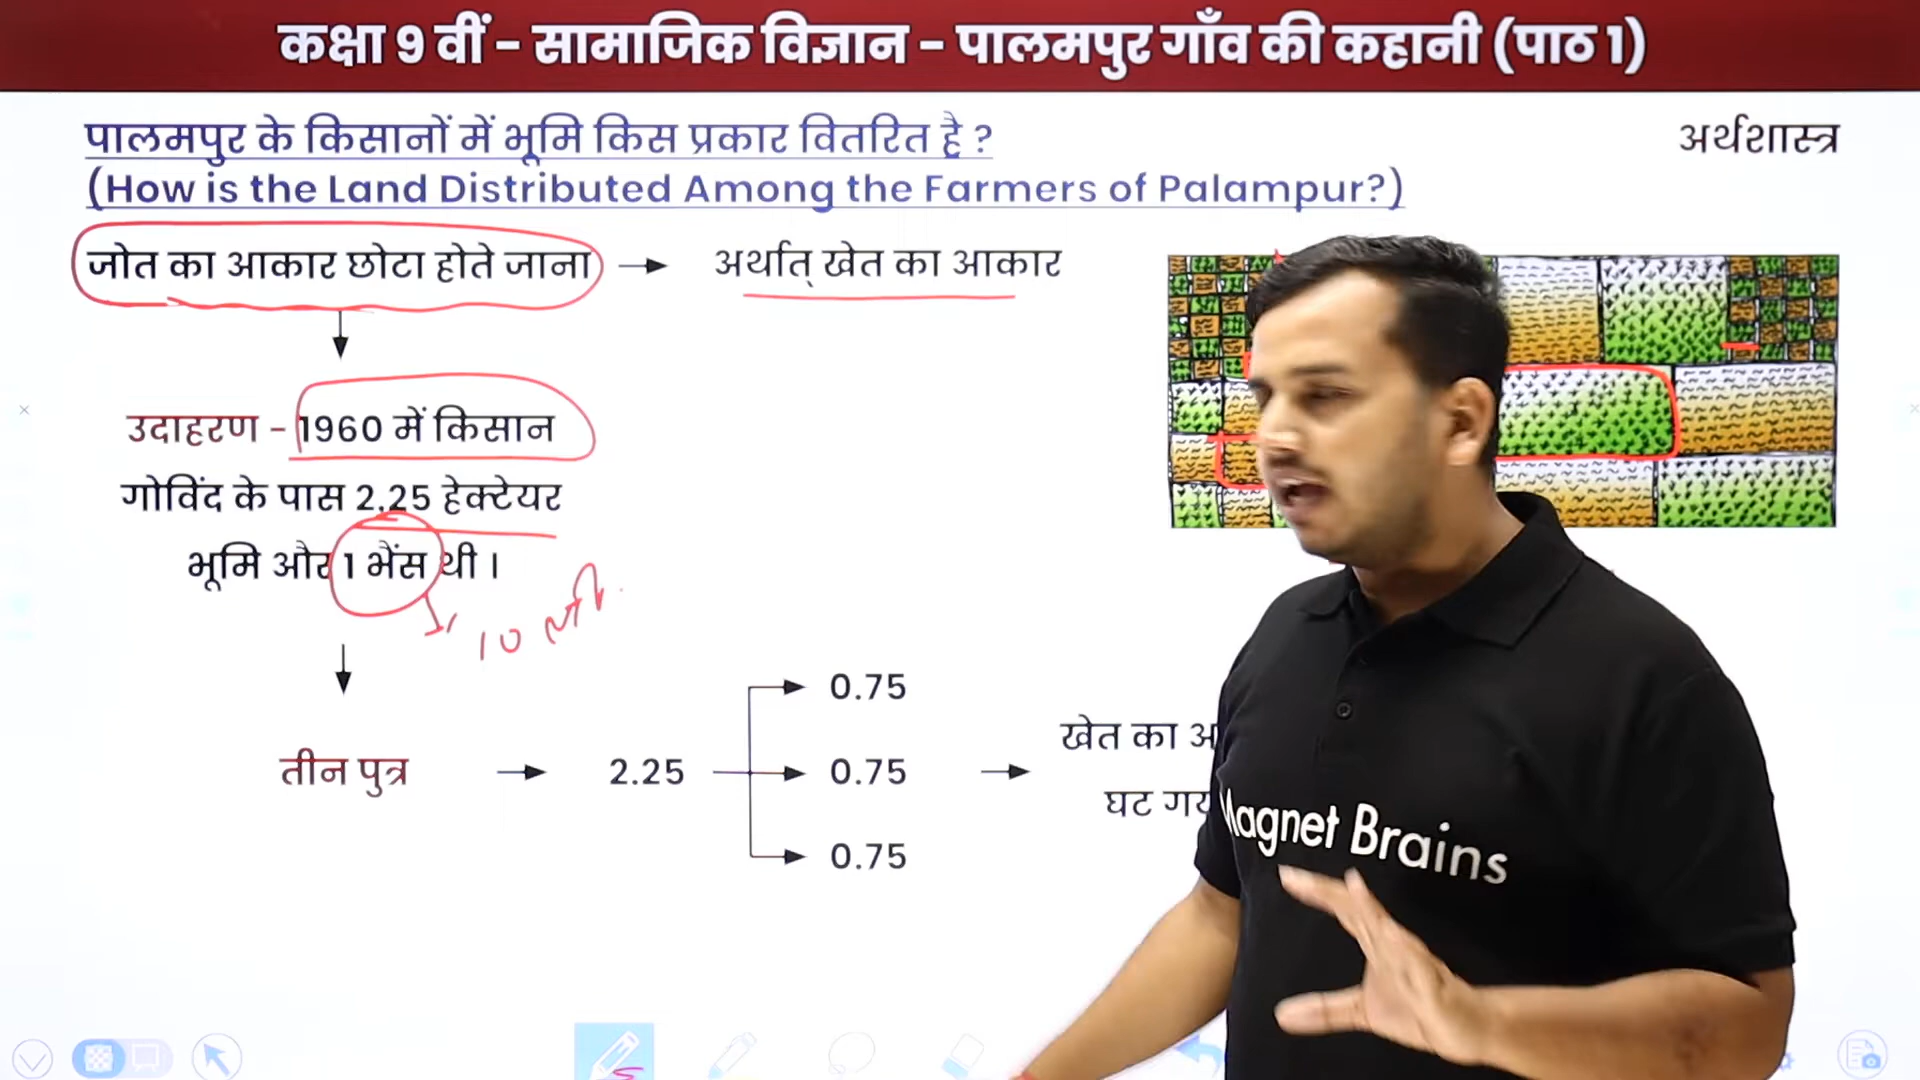 कक्षा 9 वीं - सामाजिक विज्ञान - पालमपुर गाँव की कहानी (पाठ 1)
पालमपुर के किसानों में भूमि किस प्रकार वितरित है ?
अर्थशास्त्र
(How is the Land Distributed Among the Farmers of Palampur?)
जोत का आकार छोटा होते जाना → अर्थात् खेत का आकार
उदाहरण - 1960 में किसान
गोविंद के पास 2.25 हेक्टेयर
भूमि और 1 भैंस थी ।
10
तीन पुत्र → 2.25
0.75
0.75
0.75
खेत का
घट
Magnet Brains